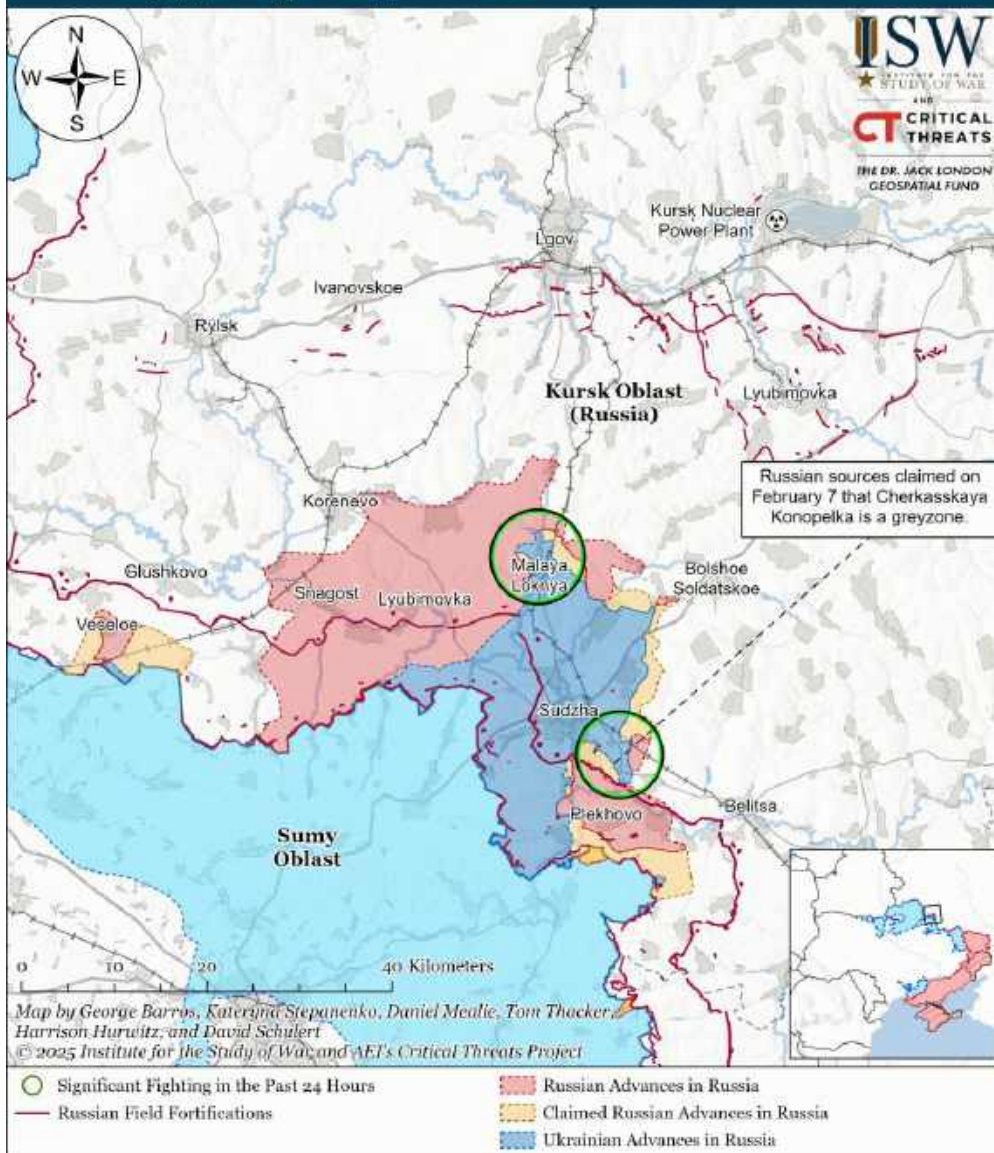 N
W
E
S
ISW
INSTITUTE FOR THE
STUDY OF WAR
AND
CT CRITICAL
THREATS
THE DR. JACK LONDON
GEOSPATIAL FUND
Kursk Nuclear
Power Plant
Lgov
Ivanovskoe
Rylsk
Kursk Oblast
(Russia)
Lyubimovka
Russian sources claimed on
February 7 that Cherkasskaya
Konopelka is a greyzone.
Korenevo
Malaya
Loknya
Glushkovo
Bolshoe
Soldatskoe
Snagost
Lyubimovka
Veseloe
Sudzha
Plekhovo
Belitsa
Sumy
Oblast
0 10 20 40 Kilometers
Map by George Barros, Kateryna Stepanenko, Daniel Mealie, Tom Thacker,
Harrison Hurwitz, and David Schulert
© 2025 Institute for the Study of War and AEI's Critical Threats Project
Significant Fighting in the Past 24 Hours
Russian Field Fortifications
Russian Advances in Russia
Claimed Russian Advances in Russia
Ukrainian Advances in Russia